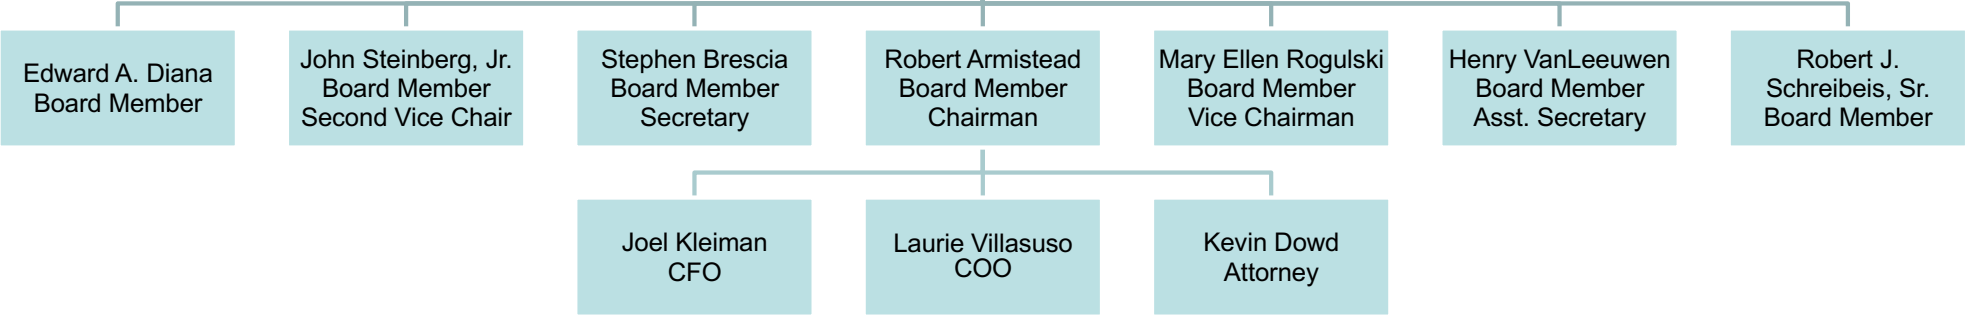 Edward A. Diana
Board Member
John Steinberg, Jr.
Board Member
Second Vice Chair
Stephen Brescia
Board Member
Secretary
Robert Armistead
Board Member
Chairman
Mary Ellen Rogulski
Board Member
Vice Chairman
Henry VanLeeuwen
Board Member
Asst. Secretary
Robert J.
Schreibeis, Sr.
Board Member
Joel Kleiman
CFO
Laurie Villasuso
COO
Kevin Dowd
Attorney